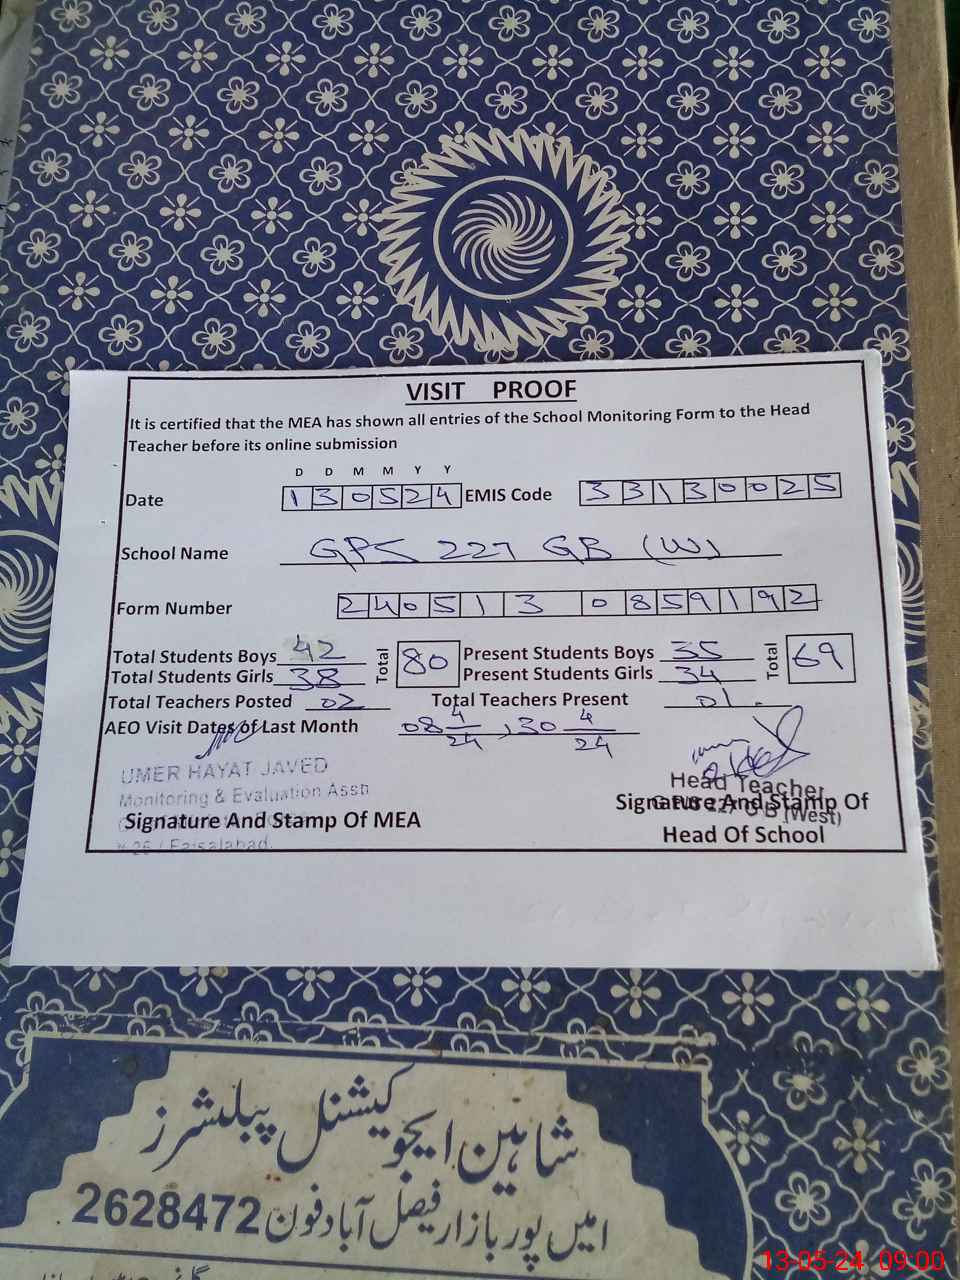 VISIT PROOF
It is certified that the MEA has shown all entries of the School Monitoring Form to the Head
Teacher before its online submission
D D M M Y Y
Date 130524 EMIS Code 33130025
School Name GPS 227 GB (W)
Form Number 240513 0859192
Total Students Boys 42 Total 80 Present Students Boys 35 Total 69
Total Students Girls 38 Present Students Girls 34
Total Teachers Posted 02 Total Teachers Present 01.
AEO Visit Dates of Last Month 08 4/24, 30 4/24
UMER HAYAT JAVED
Monitoring & Evaluation Asstt
Signature And Stamp Of MEA
Faisalabad.
Head Teacher
G P S 227 G B (West)
Signature And Stamp Of
Head Of School
شاہین ایجوکیشنل پبلشرز
امیں پور بازار فیصل آباد فون 2628472
13-05-24 09:00